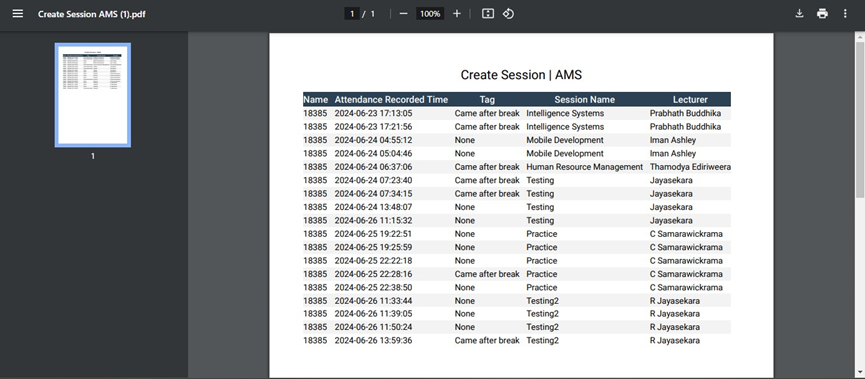 Create Session AMS (1).pdf
1 / 1
100%
1
Create Session | AMS
Name Attendance Recorded Time Tag Session Name Lecturer
18385 2024-06-23 17:13:05 Came after break Intelligence Systems Prabhath Buddhika
18385 2024-06-23 17:21:56 Came after break Intelligence Systems Prabhath Buddhika
18385 2024-06-24 04:55:12 None Mobile Development Iman Ashley
18385 2024-06-24 05:04:46 None Mobile Development Iman Ashley
18385 2024-06-24 06:37:06 Came after break Human Resource Management Thamodya Ediriweera
18385 2024-06-24 07:23:40 Came after break Testing Jayasekara
18385 2024-06-24 07:34:15 Came after break Testing Jayasekara
18385 2024-06-24 13:48:07 None Testing Jayasekara
18385 2024-06-26 11:15:32 None Testing Jayasekara
18385 2024-06-25 19:22:51 None Practice C Samarawickrama
18385 2024-06-25 19:25:59 None Practice C Samarawickrama
18385 2024-06-25 22:22:18 None Practice C Samarawickrama
18385 2024-06-25 22:28:16 Came after break Practice C Samarawickrama
18385 2024-06-25 22:38:50 None Practice C Samarawickrama
18385 2024-06-26 11:33:44 None Testing2 R Jayasekara
18385 2024-06-26 11:39:05 None Testing2 R Jayasekara
18385 2024-06-26 11:50:24 None Testing2 R Jayasekara
18385 2024-06-26 13:59:36 Came after break Testing2 R Jayasekara